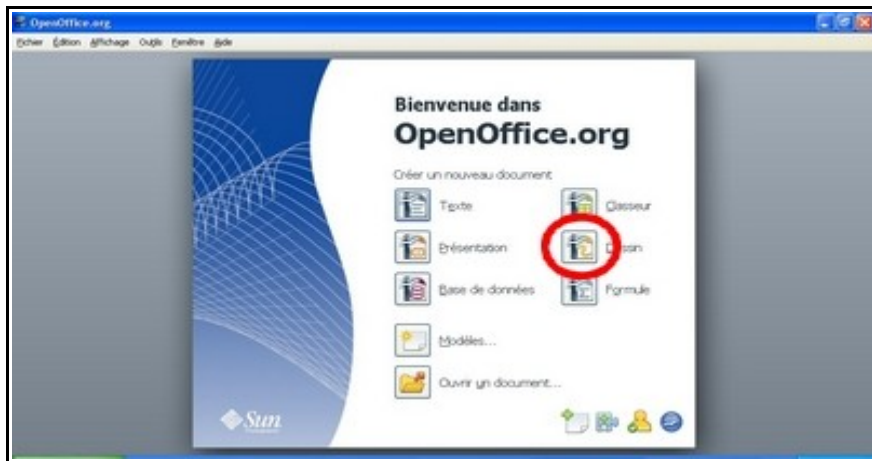 OpenOffice.org
Fichier Édition Affichage Outils Fenêtre Aide
Bienvenue dans
OpenOffice.org
Créer un nouveau document
Texte Classeur
Présentation Dessin
Base de données Formule
Modèles...
Ouvrir un document...
Sun